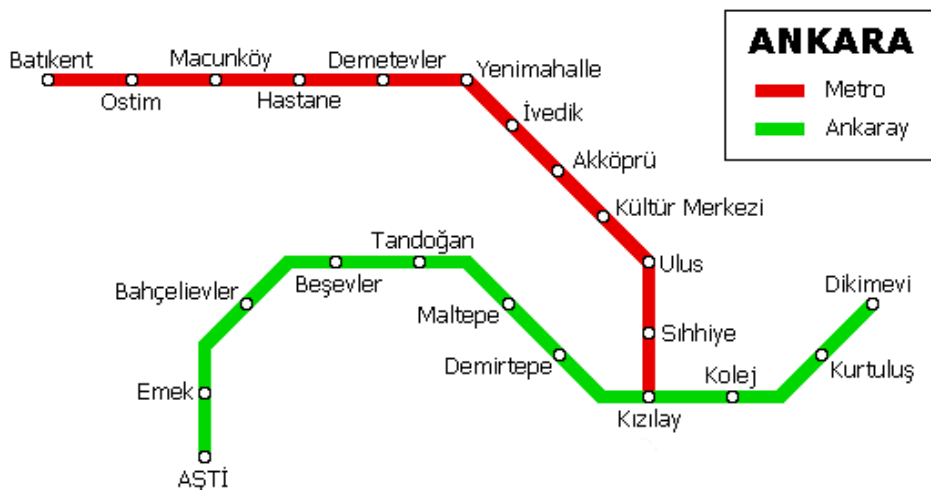 ANKARA
Metro
Ankaray
Batıkent
Ostim
Macunköy
Hastane
Demetevler
Yenimahalle
İvedik
Akköprü
Kültür Merkezi
Ulus
Sıhhiye
Kızılay
AŞTİ
Emek
Bahçelievler
Beşevler
Tandoğan
Maltepe
Demirtepe
Kolej
Kurtuluş
Dikimevi